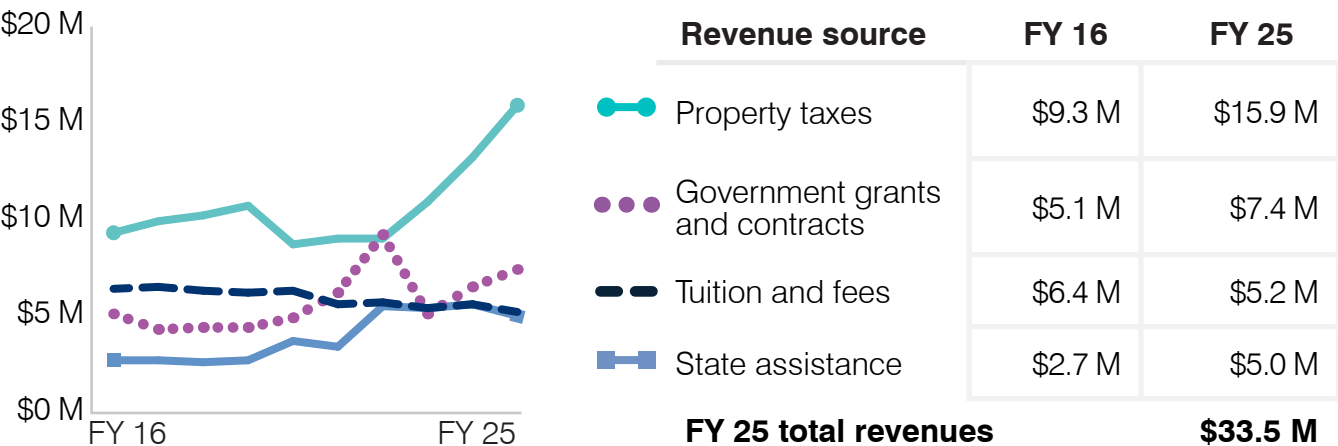 $20 M
$15 M
$10 M
$5 M
$0 M
FY 16 FY 25
Revenue source FY 16 FY 25
Property taxes $9.3 M $15.9 M
Government grants
and contracts $5.1 M $7.4 M
Tuition and fees $6.4 M $5.2 M
State assistance $2.7 M $5.0 M
FY 25 total revenues $33.5 M